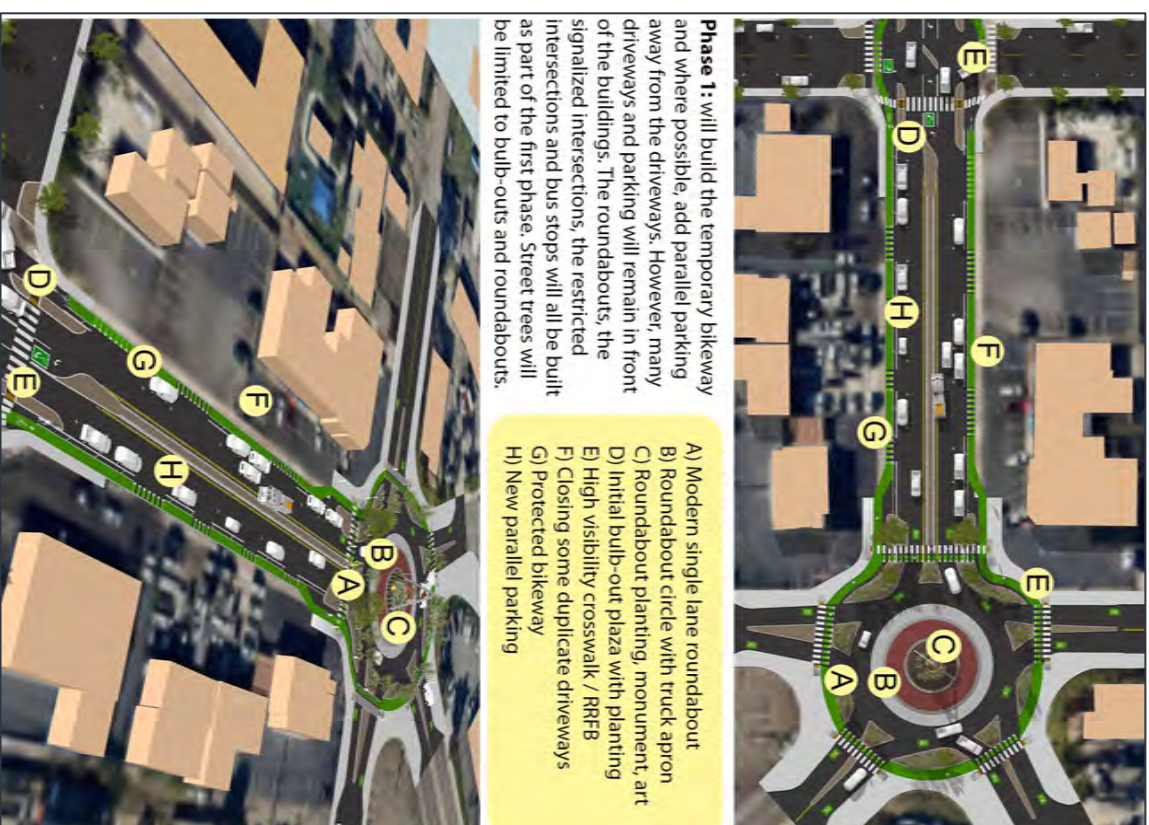 Phase 1: will build the temporary bikeway
and where possible, add parallel parking
away from the driveways. However, many
driveways and parking will remain in front
of the buildings. The roundabouts, the
signalized intersections, the restricted
intersections and bus stops will all be built
as part of the first phase. Street trees will
be limited to bulb-outs and roundabouts.
A) Modern single lane roundabout
B) Roundabout circle with truck apron
C) Roundabout planting, monument, art
D) Initial bulb-out plaza with planting
E) High visibility crosswalk / RRFB
F) Closing some duplicate driveways
G) Protected bikeway
H) New parallel parking
E
D
H
F
G
E
C
B
A
D
E
G
F
H
B
A
C